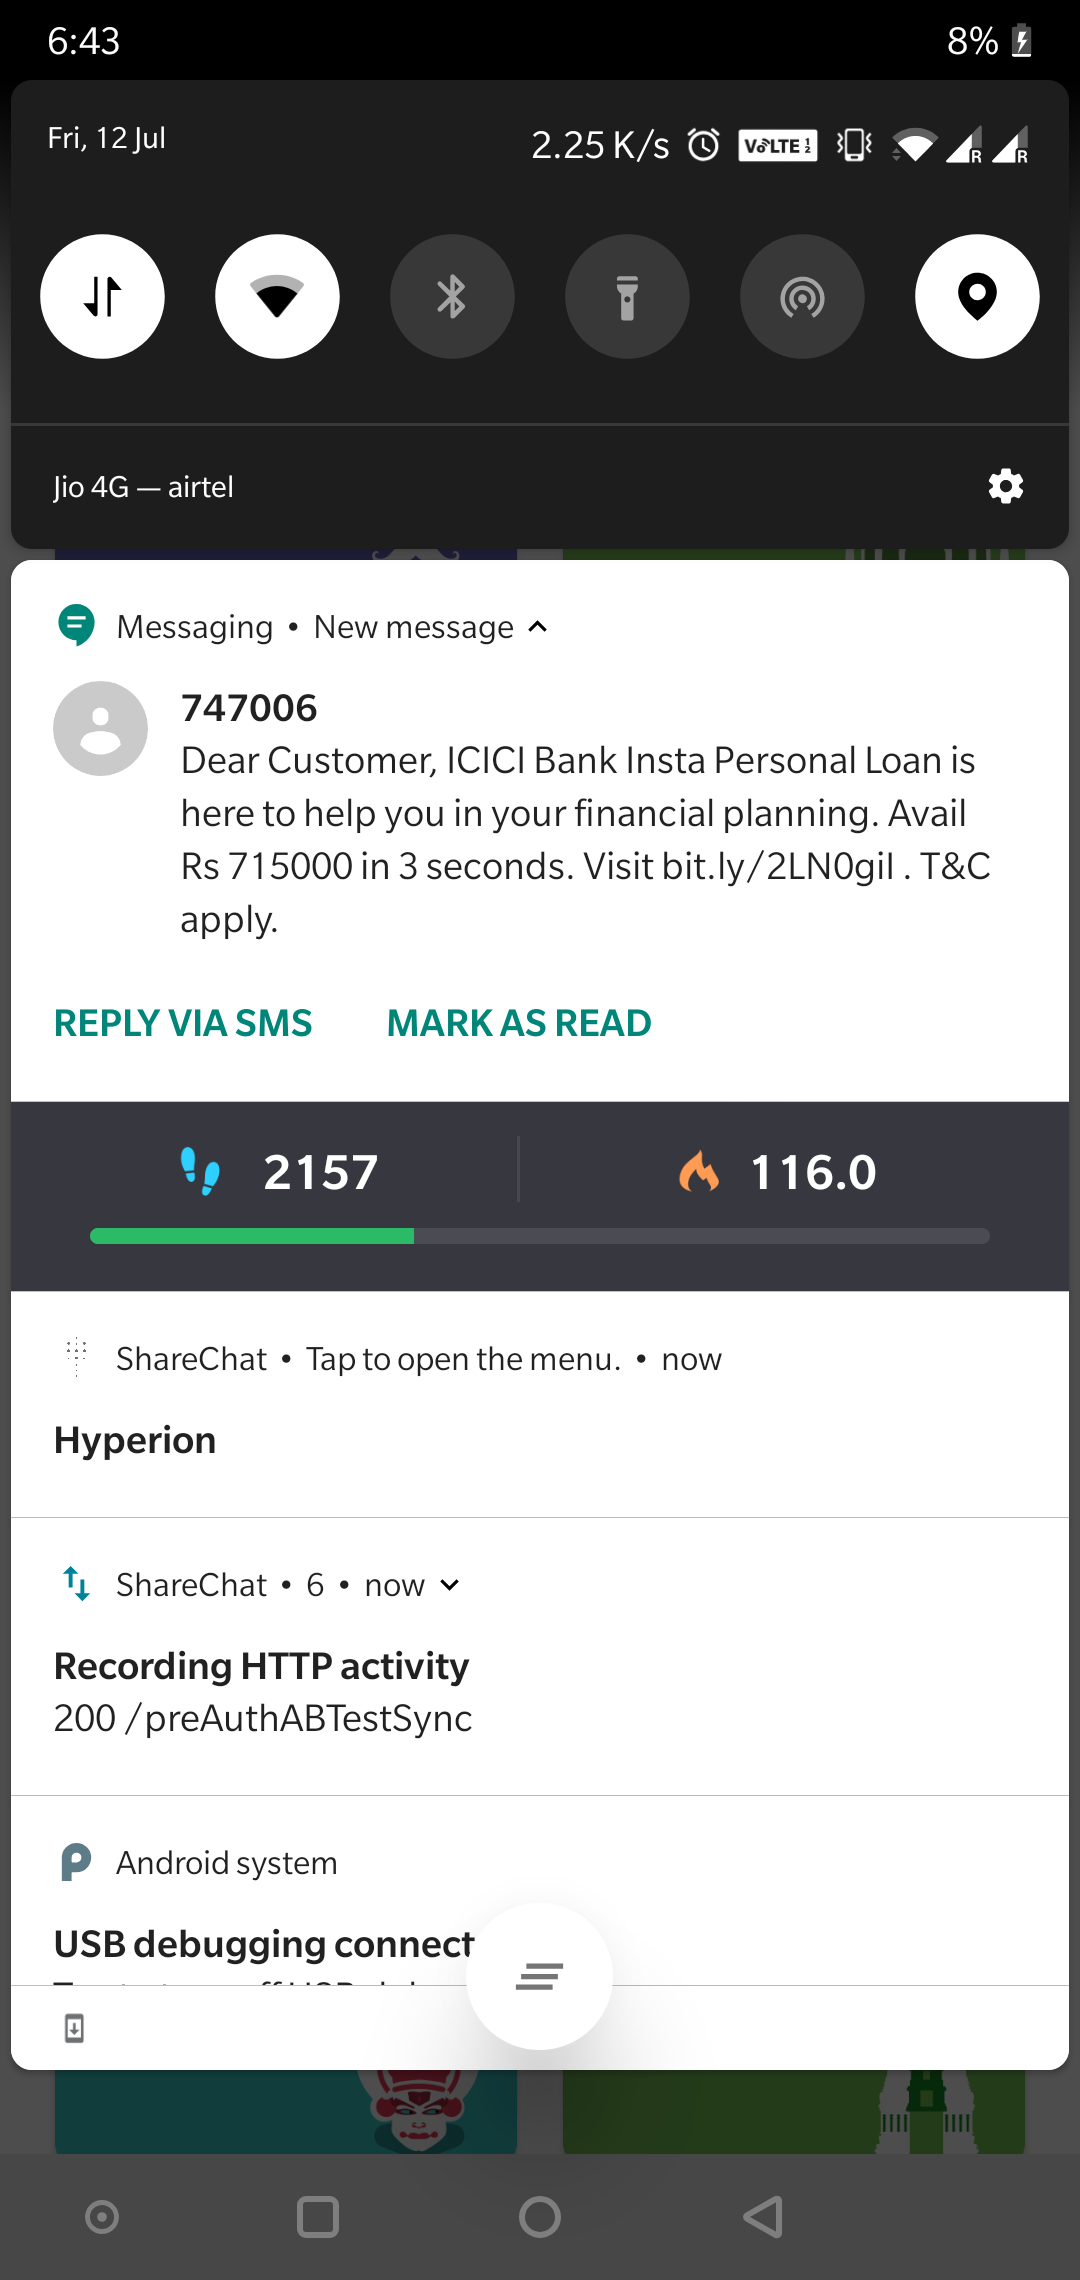 6:43
8%
Fri, 12 Jul
2.25 K/s
VoLTE 1 2
R
R
Jio 4G — airtel
Messaging • New message
747006
Dear Customer, ICICI Bank Insta Personal Loan is
here to help you in your financial planning. Avail
Rs 715000 in 3 seconds. Visit bit.ly/2LN0giI . T&C
apply.
REPLY VIA SMS
MARK AS READ
2157
116.0
ShareChat • Tap to open the menu. • now
Hyperion
ShareChat • 6 • now
Recording HTTP activity
200 /preAuthABTestSync
Android system
USB debugging connect